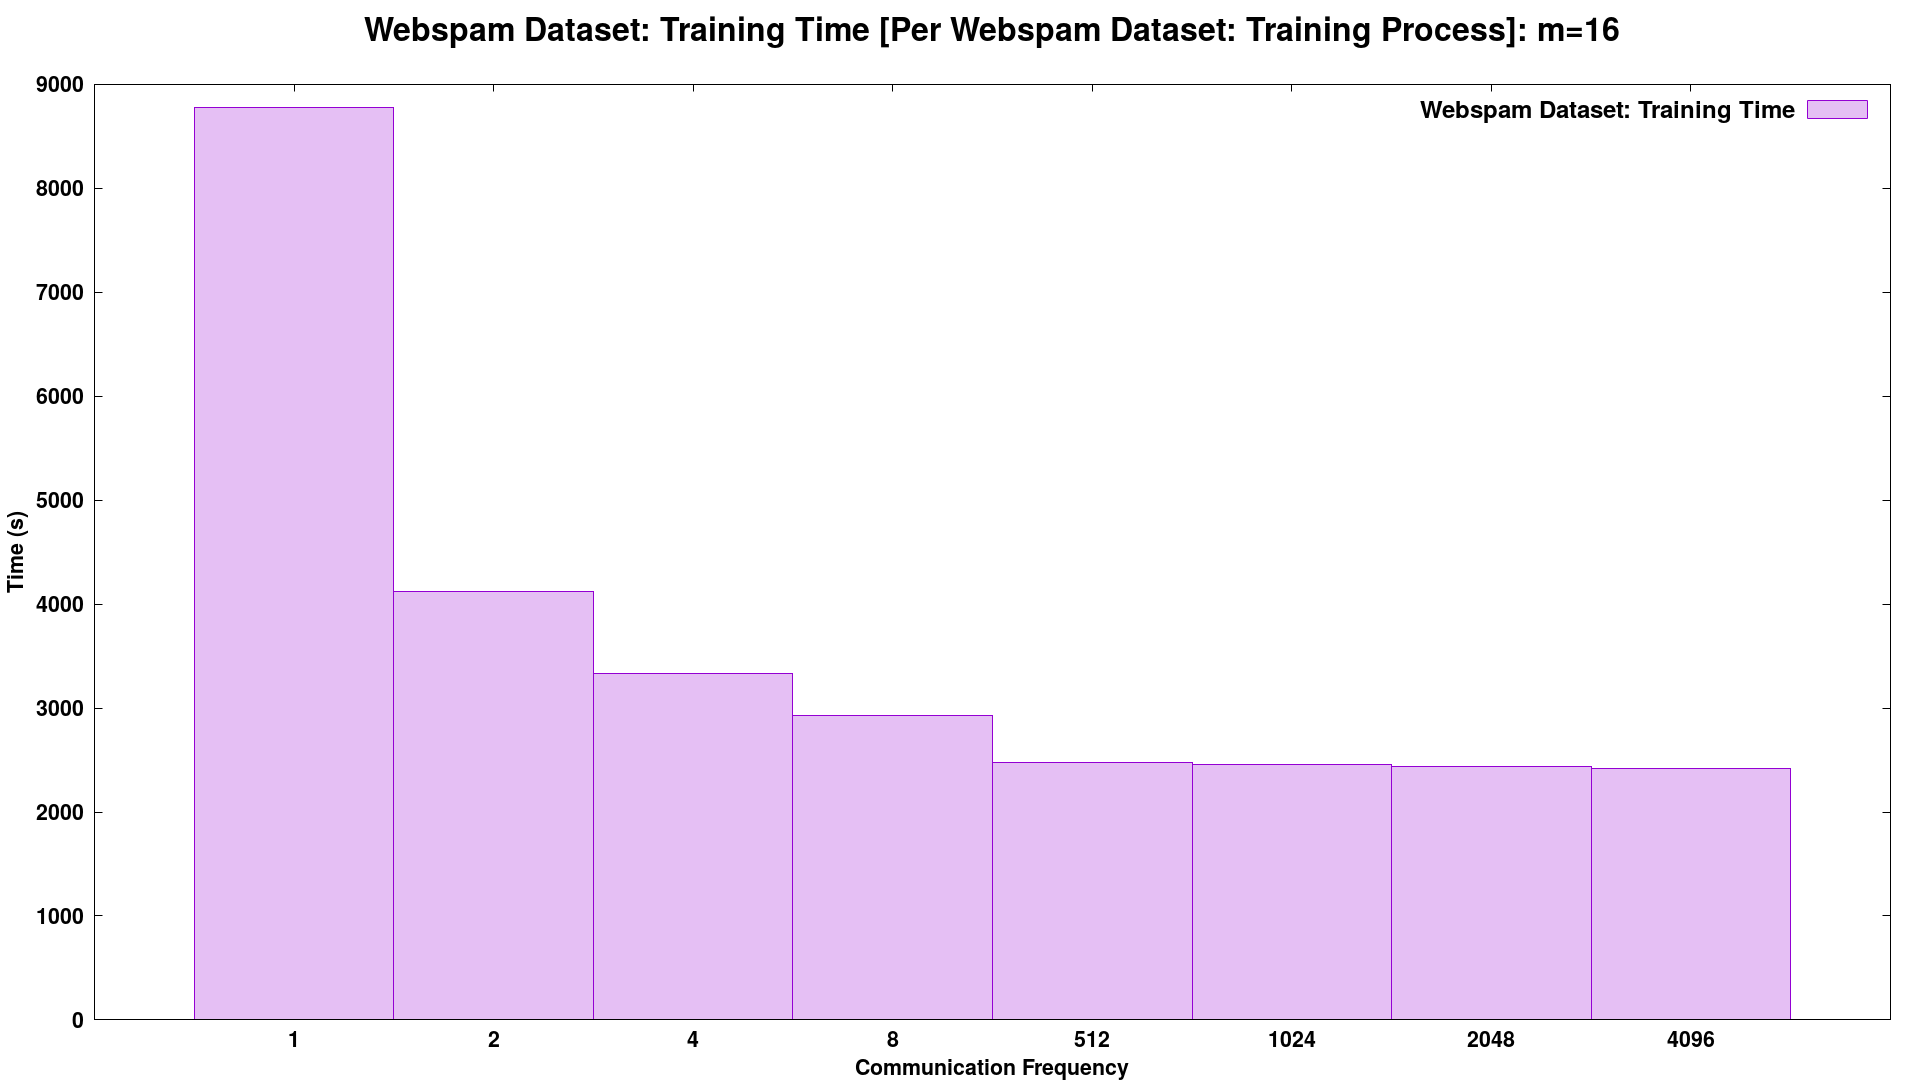 Webspam Dataset: Training Time [Per Webspam Dataset: Training Process]: m=16
Webspam Dataset: Training Time
9000
8000
7000
6000
5000
4000
3000
2000
1000
0
Time (s)
1 2 4 8 512 1024 2048 4096
Communication Frequency